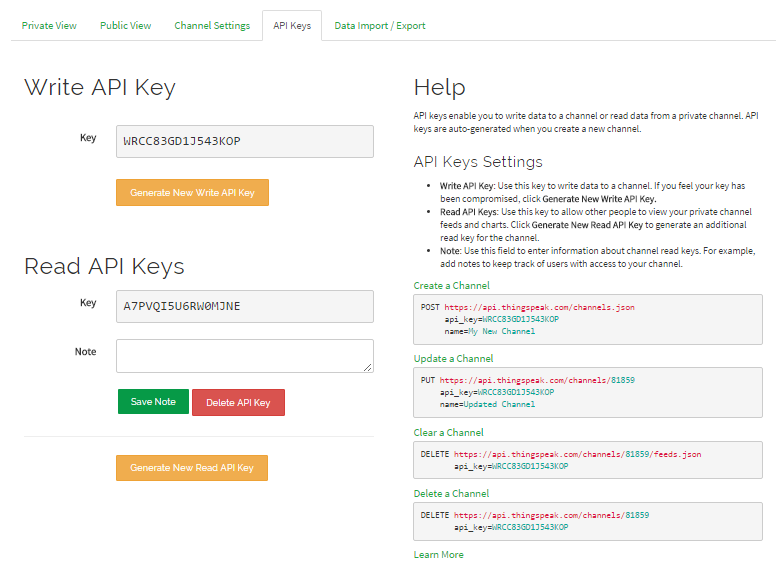 Private View
Public View
Channel Settings
API Keys
Data Import / Export
Write API Key
Key
WRCC83GD1J543KOP
Generate New Write API Key
Read API Keys
Key
A7PVQI5U6RW0MJNE
Note
Save Note
Delete API Key
Generate New Read API Key
Help
API keys enable you to write data to a channel or read data from a private channel. API
keys are auto-generated when you create a new channel.
API Keys Settings
• Write API Key: Use this key to write data to a channel. If you feel your key has
been compromised, click Generate New Write API Key.
• Read API Keys: Use this key to allow other people to view your private channel
feeds and charts. Click Generate New Read API Key to generate an additional
read key for the channel.
• Note: Use this field to enter information about channel read keys. For example,
add notes to keep track of users with access to your channel.
Create a Channel
POST https://api.thingspeak.com/channels.json
api_key=WRCC83GD1J543KOP
name=My New Channel
Update a Channel
PUT https://api.thingspeak.com/channels/81859
api_key=WRCC83GD1J543KOP
name=Updated Channel
Clear a Channel
DELETE https://api.thingspeak.com/channels/81859/feeds.json
api_key=WRCC83GD1J543KOP
Delete a Channel
DELETE https://api.thingspeak.com/channels/81859
api_key=WRCC83GD1J543KOP
Learn More